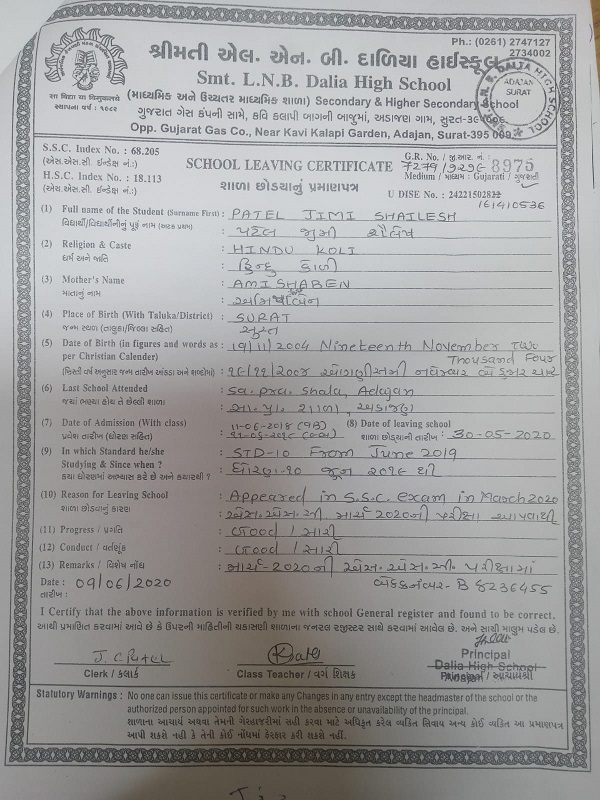 Ph.: (0261) 2747127
2734002
શ્રીમતી એલ. એન. બી. દાળિયા હાઈસ્કૂલ
Smt. L.N.B. Dalia High School
(માધ્યમિક અને ઉચ્ચતર માધ્યમિક શાળા) Secondary & Higher Secondary School
ગુજરાત ગેસ કંપની સામે, કવિ કલાપી બાગની બાજુમાં, અડાજણ ગામ, સુરત-૩૯૫૦૦૯.
Opp. Gujarat Gas Co., Near Kavi Kalapi Garden, Adajan, Surat-395 009.
સા વિદ્યા યા વિમુક્તયે
સ્થાપના વર્ષ : ૧૯૮૨
L.N.B. DALIA HIGH SCHOOL
ADAJAN
SURAT
S.S.C. Index No. : 68.205
(એસ.એસ.સી. ઈન્ડેક્ષ નં.:)
H.S.C. Index No. : 18.113
(એચ.એસ.સી. ઈન્ડેક્ષ નં.:)
SCHOOL LEAVING CERTIFICATE
શાળા છોડયાનું પ્રમાણપત્ર
G.R. No. / જી.આર. નં. :
8975
Medium / માધ્યમ : Gujarati / ગુજરાતી
U DISE No. : 24221502822
161410536
(1) Full name of the Student (Surname First) : PATEL JIMI SHAILESH
વિદ્યાર્થી/વિદ્યાર્થીનીનું પૂરું નામ (અટક પ્રથમ) : પટેલ જીમી શૈલેષ
(2) Religion & Caste : HINDU KOLI
ધર્મ અને જાતિ : હિન્દુ કોળી
(3) Mother's Name : AMISHABEN
માતાનું નામ :
(4) Place of Birth (With Taluka/District) : SURAT
જન્મ સ્થળ (તાલુકા/જિલ્લા સહિત) : સુરત
(5) Date of Birth (in figures and words as : 19/11/2004 Nineteenth November Two
per Christian Calender) Thousand Four
(ખ્રિસ્તી વર્ષ અનુસાર જન્મ તારીખ આંકડા અને શબ્દોમાં) : ૧૯/૧૧/૨૦૦૪ ઓગણીસમી નવેમ્બર બે હજાર ચાર
(6) Last School Attended : Sa. pra. Shala, Adajan
જ્યાં ભણ્યા હોય તે છેલ્લી શાળા : સા. પ્રા. શાળા, અડાજણ
(7) Date of Admission (With class) : 11-06-2018 (9B) (8) Date of leaving school
પ્રવેશ તારીખ (ધોરણ સહિત) : શાળા છોડ્યાની તારીખ : 30-05-2020
(9) In which Standard he/she : STD-10 From June 2019
Studying & Since when ? : ધોરણ-૧૦ જૂન ૨૦૧૯ થી
કયા ધોરણમાં અભ્યાસ કરે છે અને કયારથી ?
(10) Reason for Leaving School : Appeared in S.S.C. exam in March 2020
શાળા છોડવાનું કારણ : એસ.એસ.સી. માર્ચ 2020ની પરીક્ષા આપવાથી
(11) Progress / પ્રગતિ : Good / સારી
(12) Conduct / વર્તણુંક : Good / સારી
(13) Remarks / વિશેષ નોંધ : માર્ચ-2020ની એસ.એસ.સી. પરીક્ષામાં
બેઠકનંબર- B 8236455
Date : 09/06/2020
તારીખ :
I Certify that the above information is verified by me with school General register and found to be correct.
આથી પ્રમાણિત કરવામાં આવે છે કે ઉપરની માહિતીની ચકાસણી શાળાના જનરલ રજીસ્ટર સાથે કરવામાં આવેલ છે. અને સાચી માલુમ પડેલ છે.
J. C. Patel
Clerk / કલાર્ક
Class Teacher / વર્ગ શિક્ષક
Principal
Dalia High School
Principal / આચાર્યશ્રી
Statutory Warnings : No one can issue this certificate or make any Changes in any entry except the headmaster of the school or the
authorized person appointed for such work in the absence or unavailability of the principal.
શાળાના આચાર્ય અથવા તેમની ગેરહાજરીમાં સહી કરવા માટે અધિકૃત કરેલ વ્યક્તિ સિવાય અન્ય કોઈ વ્યક્તિ આ પ્રમાણપત્ર
આપી શકશે નહીં કે તેની કોઈ નોંધમાં ફેરફાર કરી શકશે નહીં.